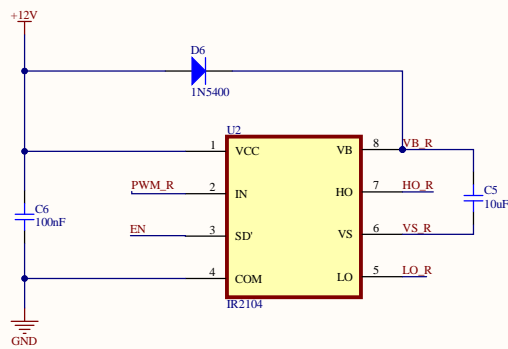 +12V
D6
1N5400
U2
1 VCC VB 8 VB_R
PWM_R 2 IN HO 7 HO_R
C5
10uF
C6
100nF
EN 3 SD' VS 6 VS_R
4 COM LO 5 LO_R
IR2104
GND